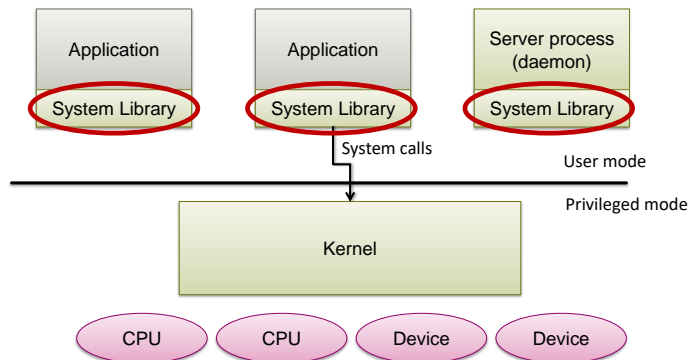 Application
Application
Server process
(daemon)
System Library
System Library
System Library
System calls
User mode
Privileged mode
Kernel
CPU
CPU
Device
Device